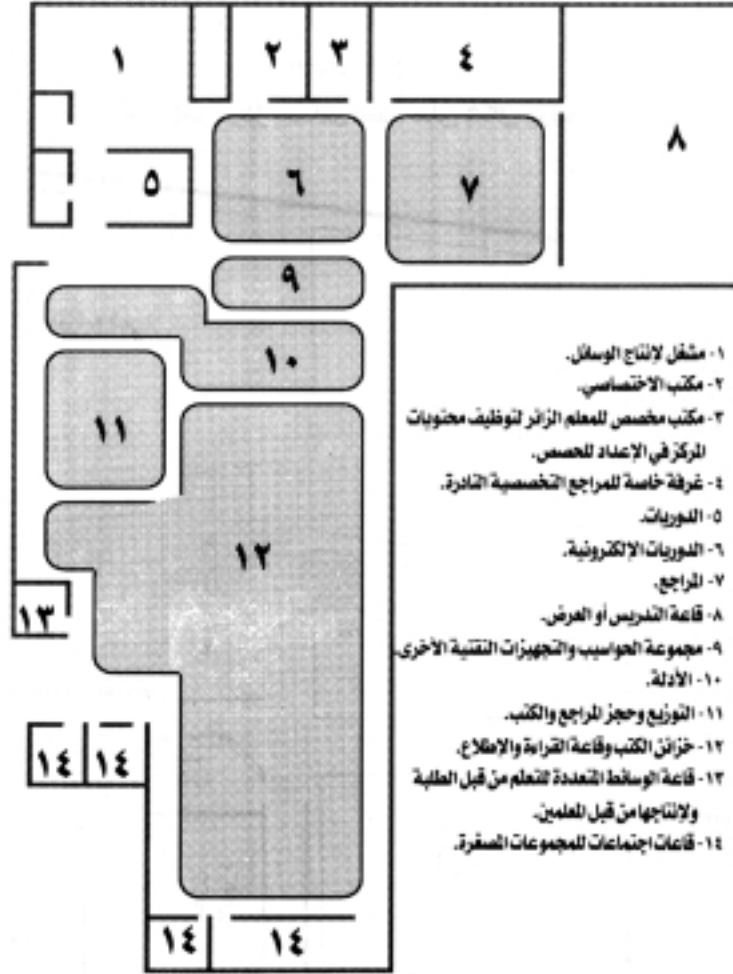 ١
٢
٣
٤
٥
٦
٧
٨
٩
١٠
١١
١٢
١٣
١٤
١٤
١٤
١٤
١- مشغل لإنتاج الوسائل.
٢- مكتب الاختصاصي.
٣- مكتب مخصص للمعلم الزائر لتوظيف محتويات
المركز في الإعداد للحصص.
٤- غرفة خاصة للمراجع التخصصية النادرة.
٥- الدوريات.
٦- الدوريات الإلكترونية.
٧- المراجع.
٨- قاعة التدريس أو العرض.
٩- مجموعة الحواسيب والتجهيزات التقنية الأخرى.
١٠- الأدلة.
١١- التوزيع وحجز المراجع والكتب.
١٢- خزائن الكتب وقاعة القراءة والإطلاع.
١٣- قاعة الوسائط المتعددة للتعلم من قبل الطلبة
ولإنتاجها من قبل المعلمين.
١٤- قاعات اجتماعات للمجموعات المصغرة.